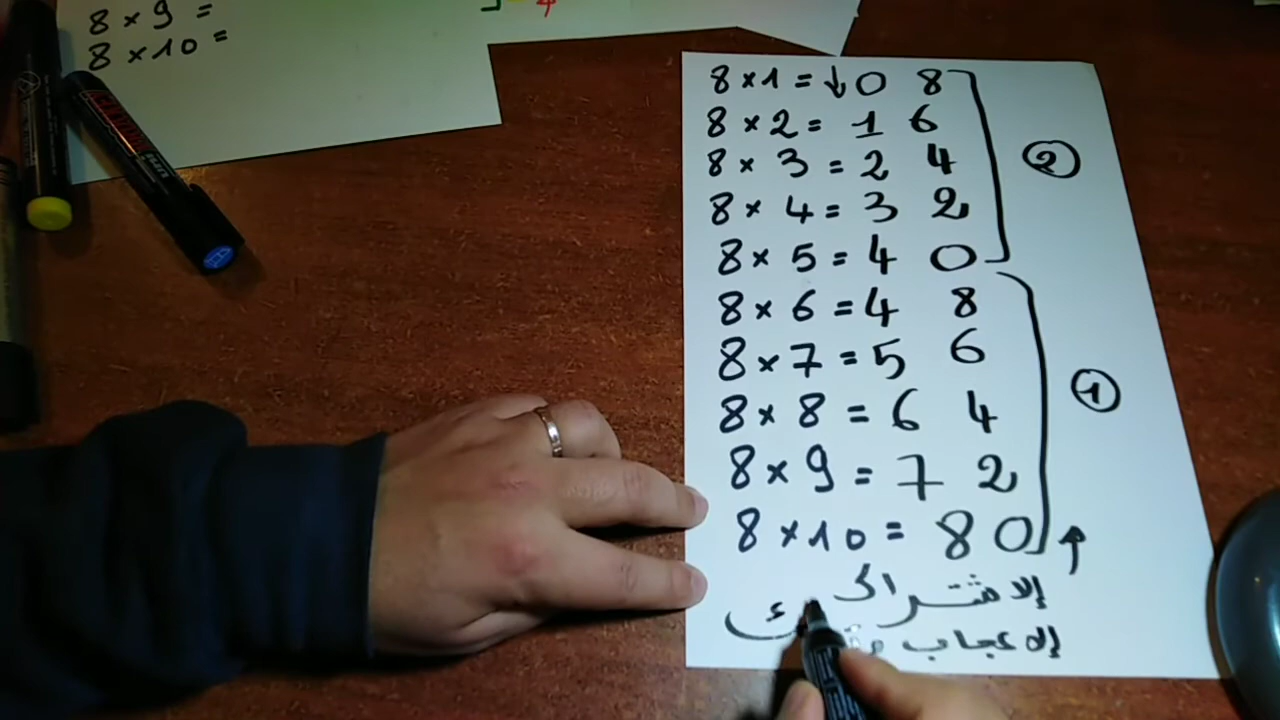 8 × 9 =
8 × 10 =
8 × 1 = ↓ 0 8
8 × 2 = 1 6
8 × 3 = 2 4
8 × 4 = 3 2
8 × 5 = 4 0
②
8 × 6 = 4 8
8 × 7 = 5 6
8 × 8 = 6 4
8 × 9 = 7 2
8 × 10 = 8 0 ↑
①
الاشتراك
الاعجاب